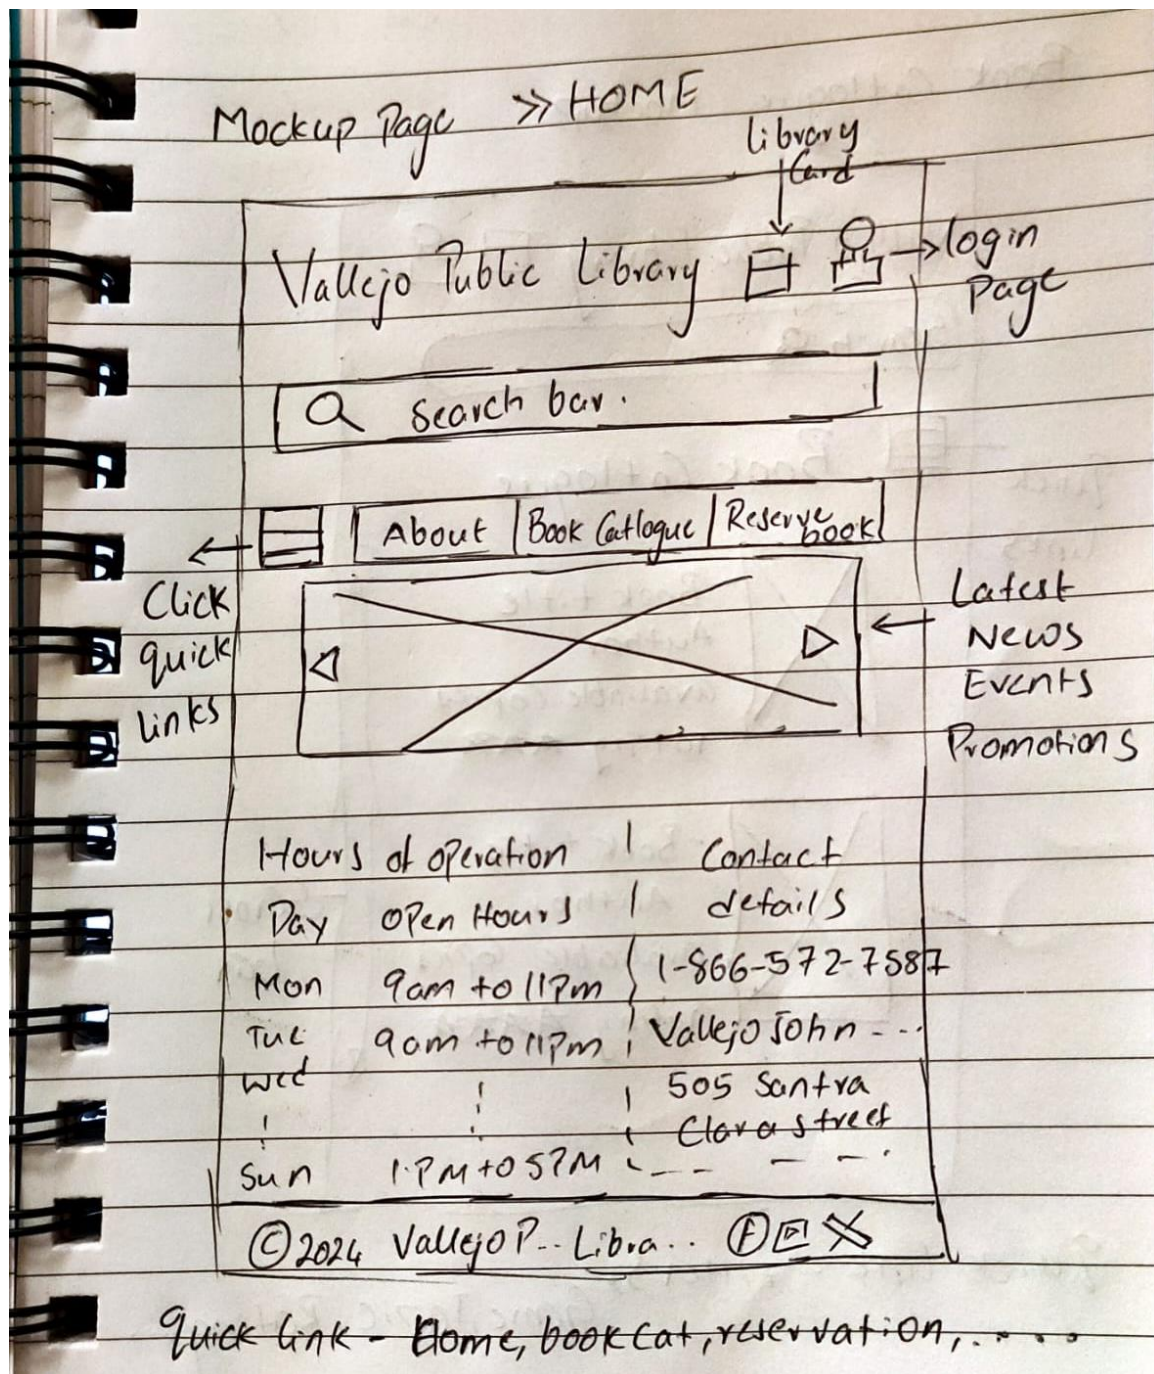 Mockup Page >> HOME
Library
Card
Vallejo Public Library
login
Page
Search bar.
About | Book Catlogue | Reserve book
Click
quick
links
Latest
News
Events
Promotions
Hours of operation | Contact
Day open Hours | details
Mon 9am to 11pm 1-866-572-7587
Tue 9am to 11pm Vallejo John - - -
Wed 505 Santra
Clara street
Sun 1.PM to 5PM - - - - -
©2024 Vallejo P.. Libra.. F X
quick link - Home, book cat, reservation, . . . .